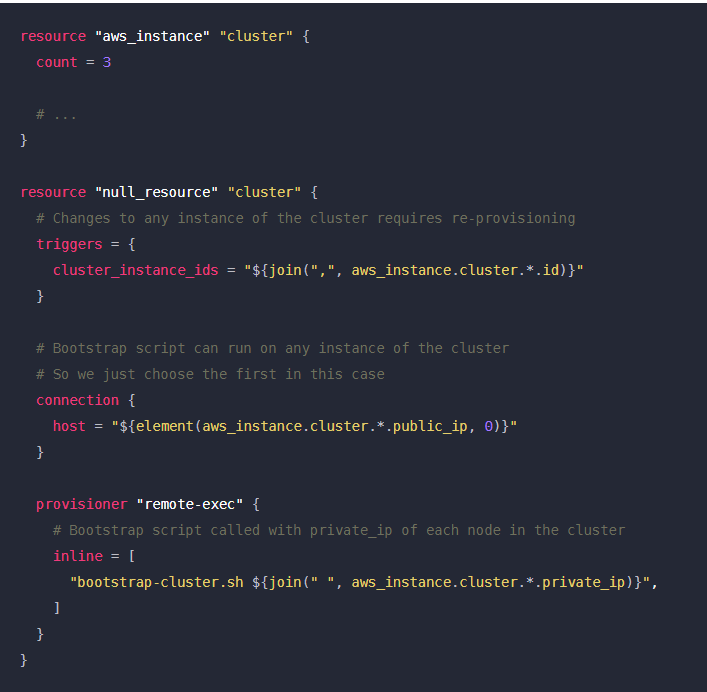 resource "aws_instance" "cluster" {
  count = 3

  # ...
}

resource "null_resource" "cluster" {
  # Changes to any instance of the cluster requires re-provisioning
  triggers = {
    cluster_instance_ids = "${join(",", aws_instance.cluster.*.id)}"
  }

  # Bootstrap script can run on any instance of the cluster
  # So we just choose the first in this case
  connection {
    host = "${element(aws_instance.cluster.*.public_ip, 0)}"
  }

  provisioner "remote-exec" {
    # Bootstrap script called with private_ip of each node in the cluster
    inline = [
      "bootstrap-cluster.sh ${join(" ", aws_instance.cluster.*.private_ip)}",
    ]
  }
}